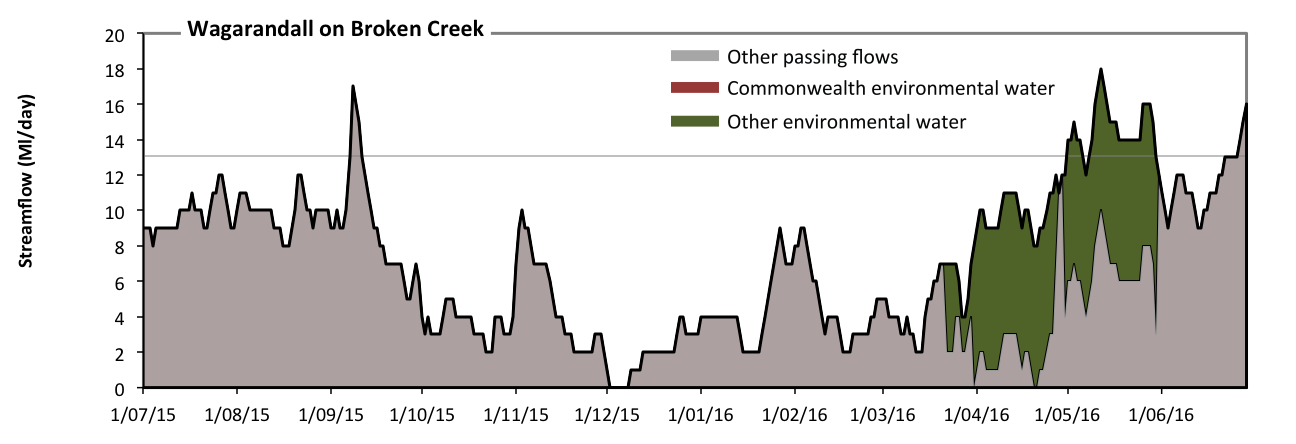 Wagarandall on Broken Creek
Streamflow (Ml/day)
20
18
16
14
12
10
8
6
4
2
0
Other passing flows
Commonwealth environmental water
Other environmental water
1/07/15 1/08/15 1/09/15 1/10/15 1/11/15 1/12/15 1/01/16 1/02/16 1/03/16 1/04/16 1/05/16 1/06/16